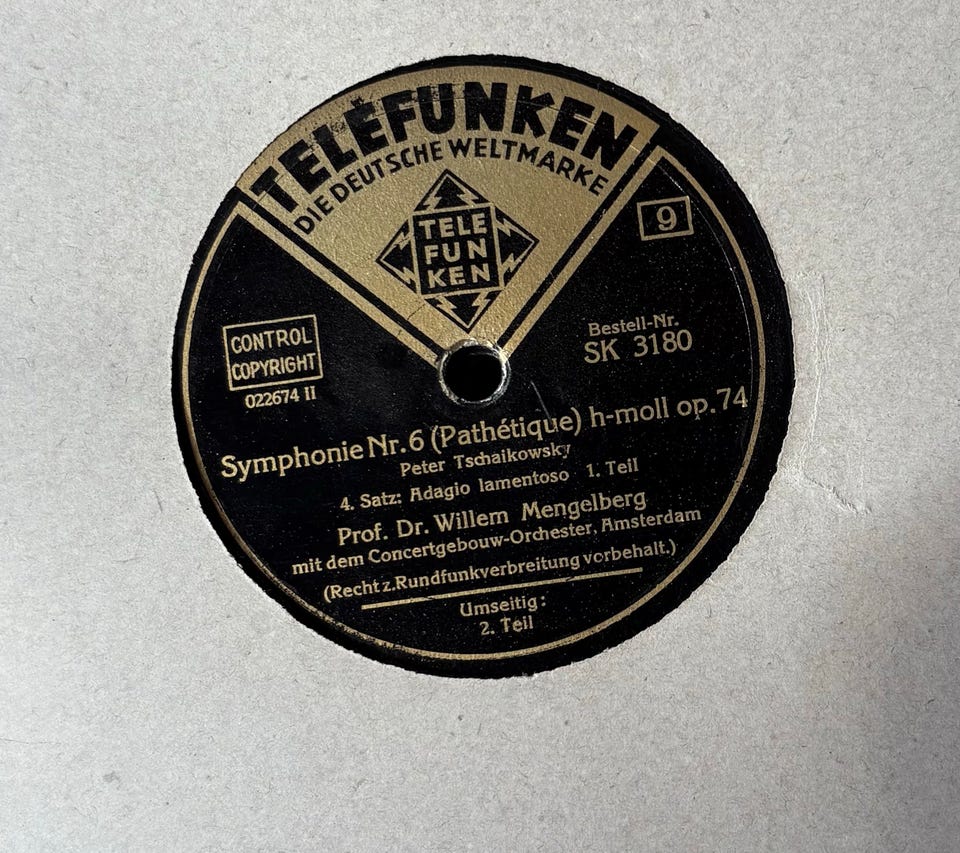 TELEFUNKEN
DIE DEUTSCHE WELTMARKE
TELE
FUN
KEN
9
CONTROL
COPYRIGHT
022674 II
Bestell-Nr.
SK 3180
Symphonie Nr. 6 (Pathétique) h-moll op. 74
Peter Tschaikowsky
4. Satz: Adagio lamentoso 1. Teil
Prof. Dr. Willem Mengelberg
mit dem Concertgebouw-Orchester, Amsterdam
(Recht z. Rundfunkverbreitung vorbehalt.)
Umseitig:
2. Teil